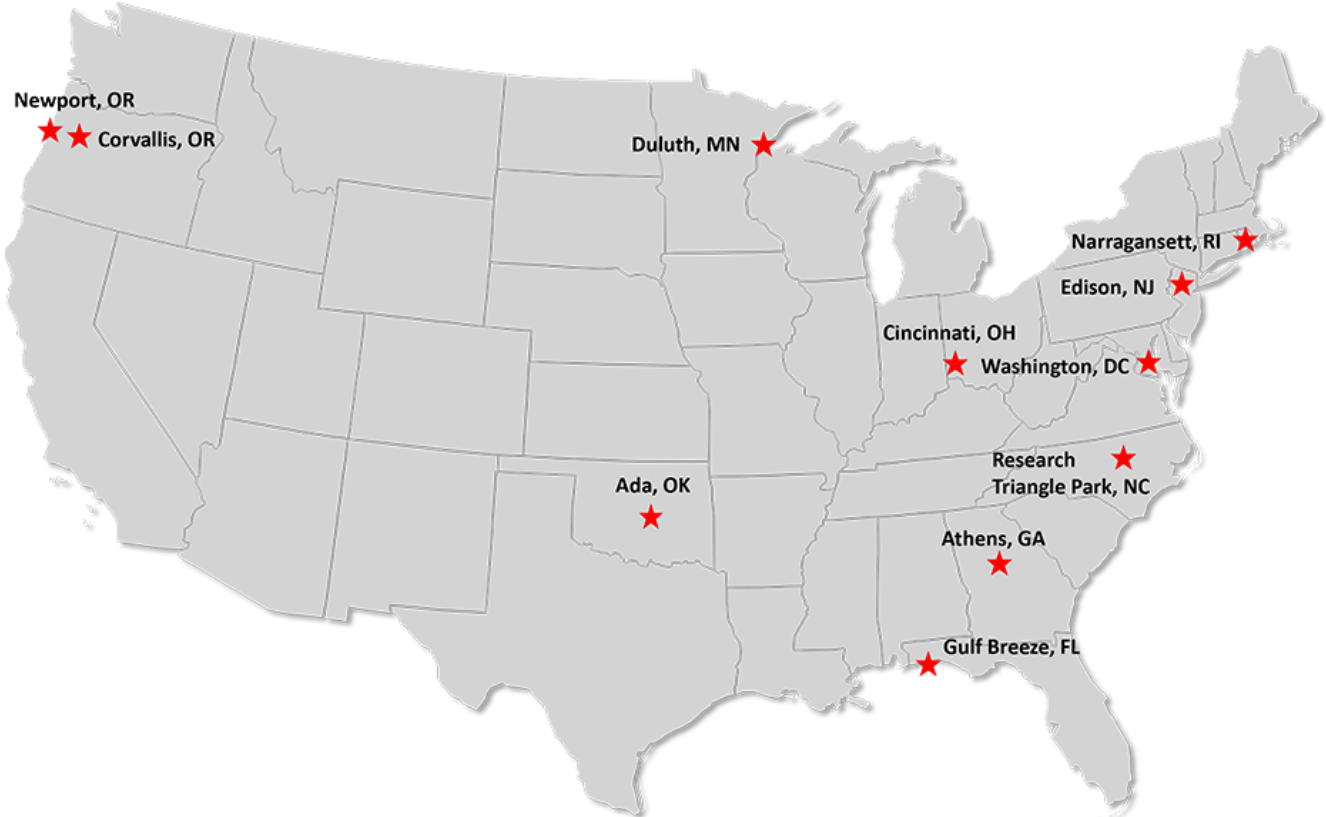 Newport, OR
Corvallis, OR
Duluth, MN
Narragansett, RI
Edison, NJ
Cincinnati, OH
Washington, DC
Research
Triangle Park, NC
Ada, OK
Athens, GA
Gulf Breeze, FL